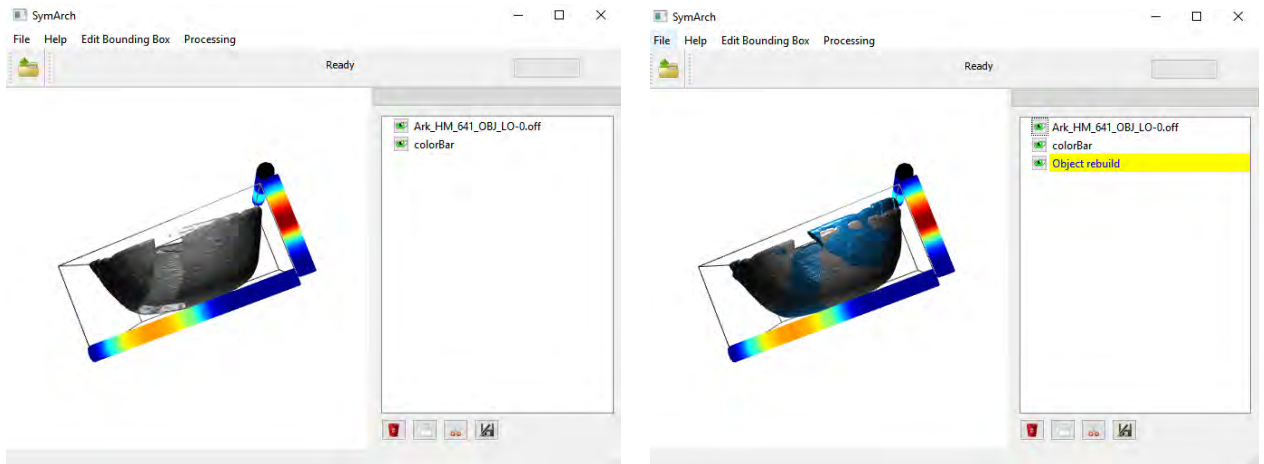 SymArch
File Help Edit Bounding Box Processing
Ready
Ark_HM_641_OBJ_LO-0.off
colorBar
SymArch
File Help Edit Bounding Box Processing
Ready
Ark_HM_641_OBJ_LO-0.off
colorBar
Object rebuild